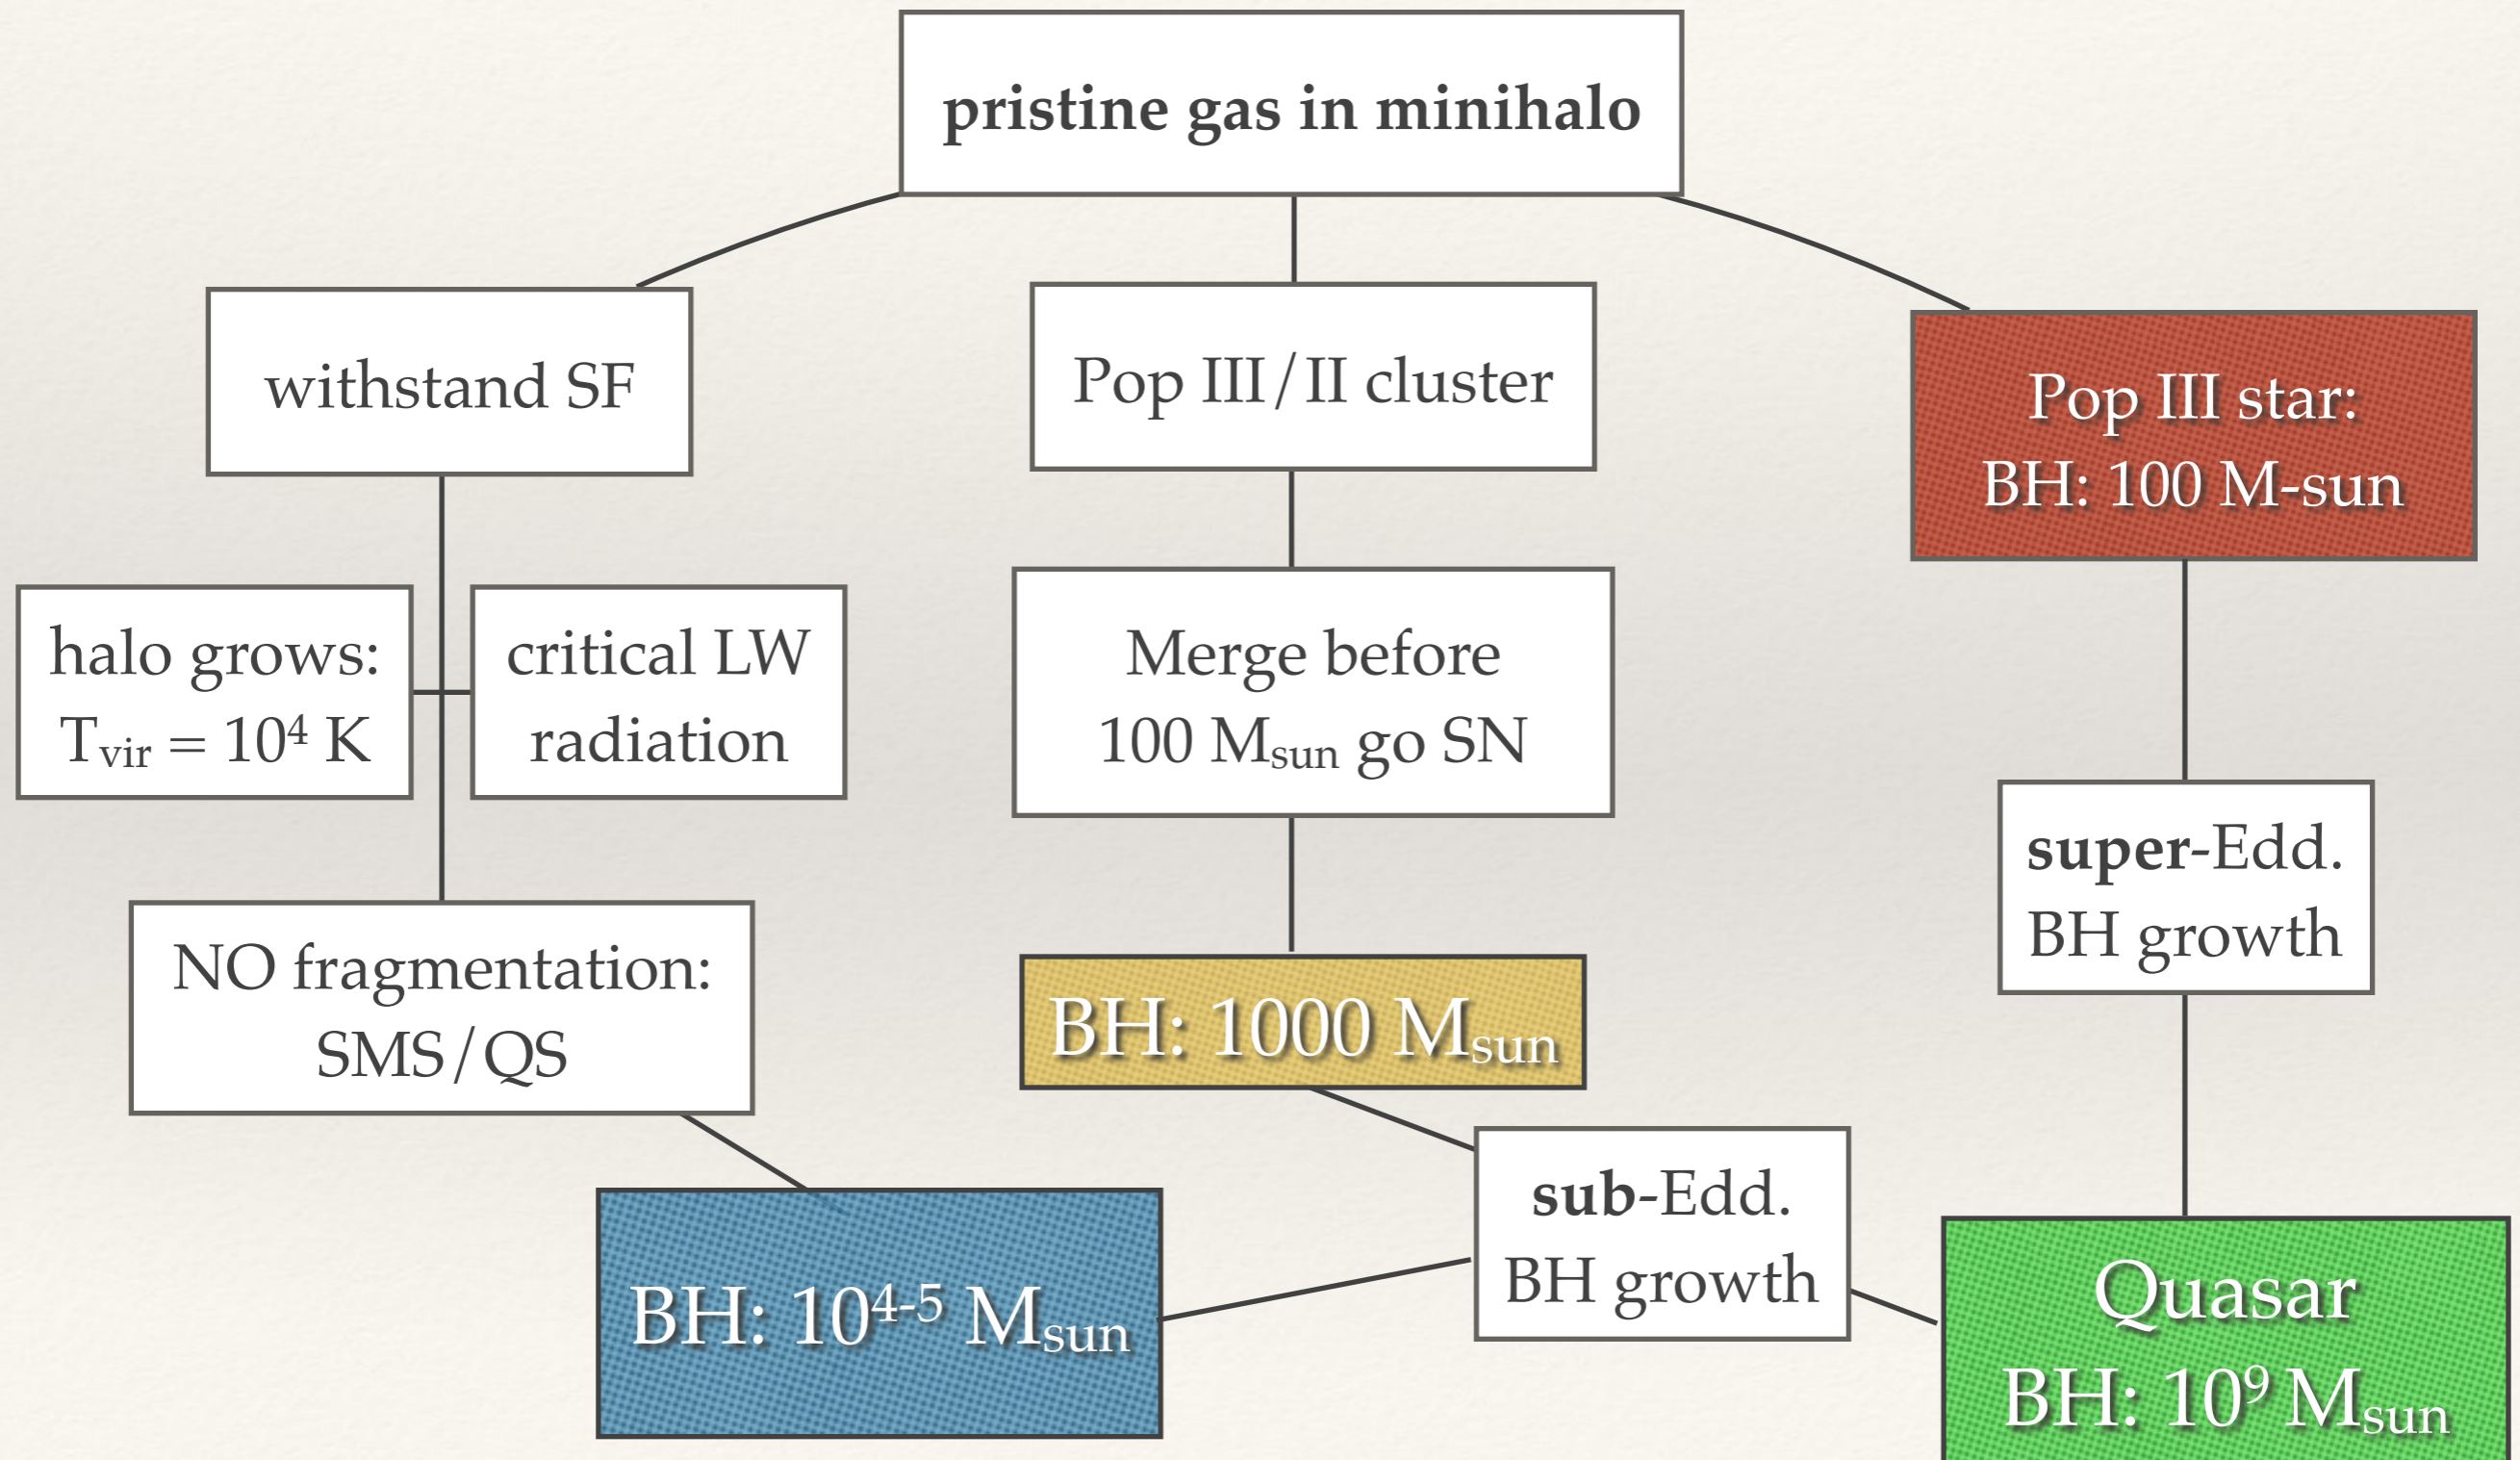 pristine gas in minihalo
withstand SF
Pop III/II cluster
Pop III star:
BH: 100 M-sun
halo grows:
Tvir = 10⁴ K
critical LW
radiation
Merge before
100 Msun go SN
super-Edd.
BH growth
NO fragmentation:
SMS/QS
BH: 1000 Msun
sub-Edd.
BH growth
BH: 10⁴⁻⁵ Msun
Quasar
BH: 10⁹ Msun